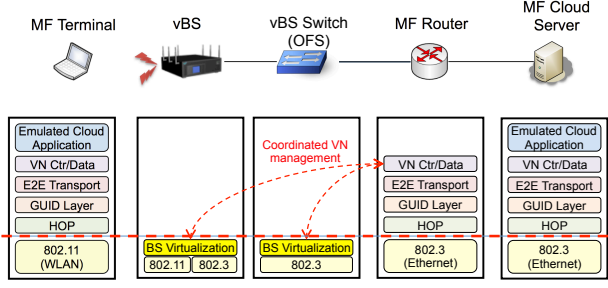 MF Terminal
vBS
vBS Switch
(OFS)
MF Router
MF Cloud
Server
Emulated Cloud
Application
VN Ctr/Data
E2E Transport
GUID Layer
HOP
802.11
(WLAN)
BS Virtualization
802.11
802.3
Coordinated VN
management
BS Virtualization
802.3
VN Ctr/Data
E2E Transport
GUID Layer
HOP
802.3
(Ethernet)
Emulated Cloud
Application
VN Ctr/Data
E2E Transport
GUID Layer
HOP
802.3
(Ethernet)